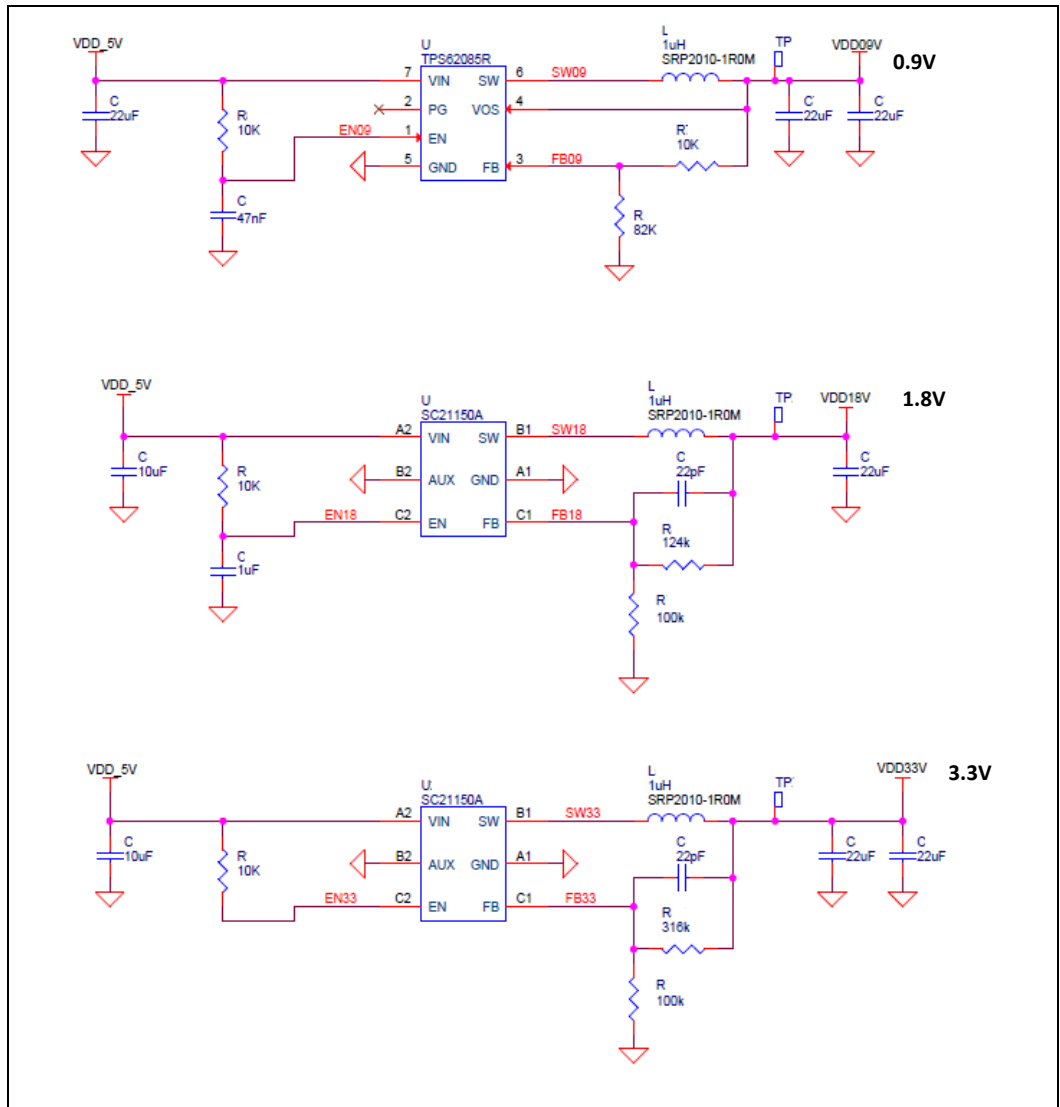 VDD_5V
C
22uF
R
10K
EN09
C
47nF
U
TPS62085R
7 VIN SW 6 SW09
2 PG VOS 4
1 EN
5 GND FB 3 FB09
L
1uH
SRP2010-1R0M
TP
VDD09V
0.9V
C
22uF
C
22uF
R
10K
R
82K
VDD_5V
C
10uF
R
10K
EN18
C
1uF
U
SC21150A
A2 VIN SW B1 SW18
B2 AUX GND A1
C2 EN FB C1 FB18
L
1uH
SRP2010-1R0M
TP
VDD18V
1.8V
C
22pF
C
22uF
R
124k
R
100k
VDD_5V
C
10uF
R
10K
EN33
U
SC21150A
A2 VIN SW B1 SW33
B2 AUX GND A1
C2 EN FB C1 FB33
L
1uH
SRP2010-1R0M
TP
VDD33V
3.3V
C
22pF
C
22uF
C
22uF
R
316k
R
100k